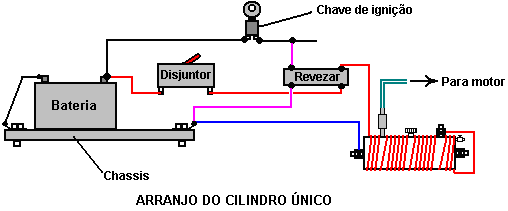 Chave de ignição
Disjuntor
Revezar
Para motor
Bateria
Chassis
ARRANJO DO CILINDRO ÚNICO